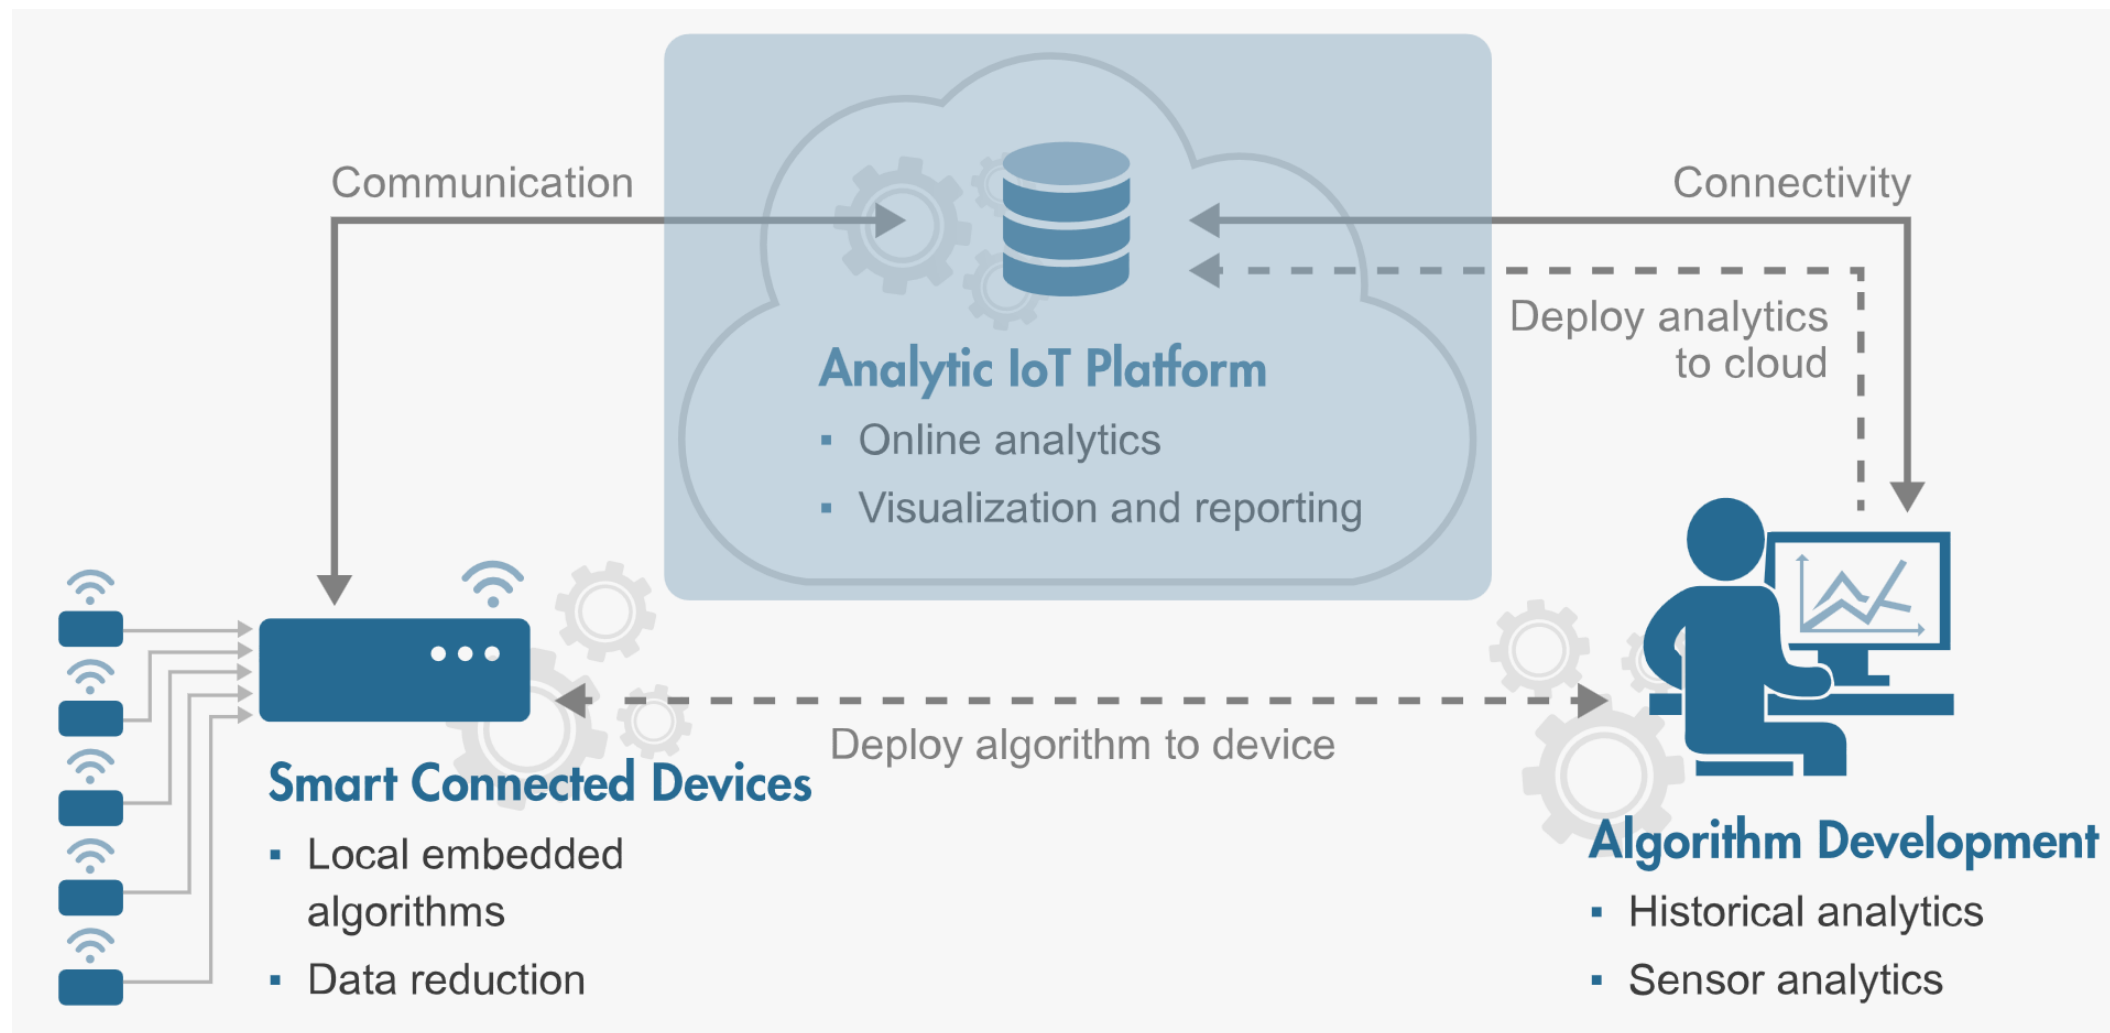 Communication
Connectivity
Deploy analytics
to cloud
Analytic IoT Platform
▪ Online analytics
▪ Visualization and reporting
Deploy algorithm to device
Smart Connected Devices
▪ Local embedded
algorithms
▪ Data reduction
Algorithm Development
▪ Historical analytics
▪ Sensor analytics